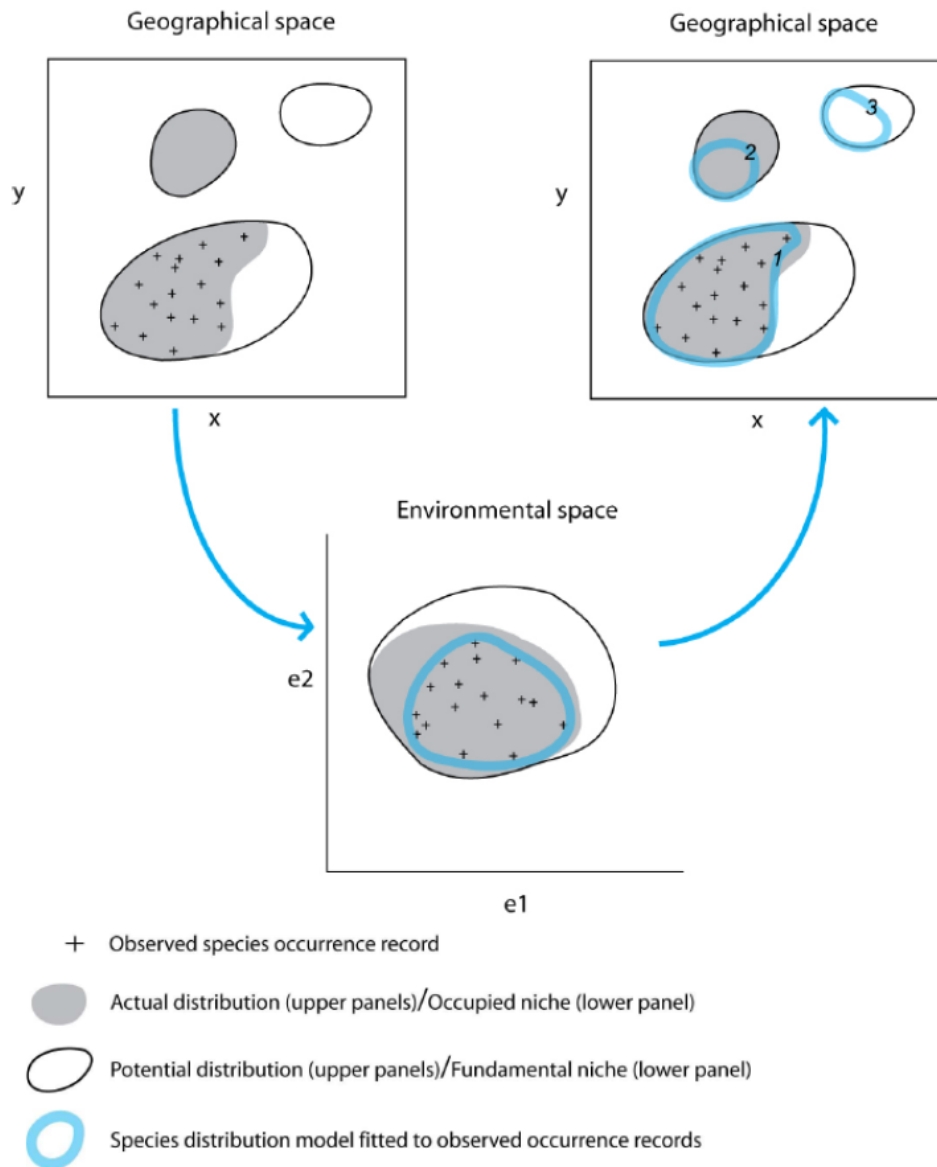 Geographical space
Geographical space
y
x
y
x
1
2
3
Environmental space
e2
e1
+ Observed species occurrence record
Actual distribution (upper panels)/Occupied niche (lower panel)
Potential distribution (upper panels)/Fundamental niche (lower panel)
Species distribution model fitted to observed occurrence records